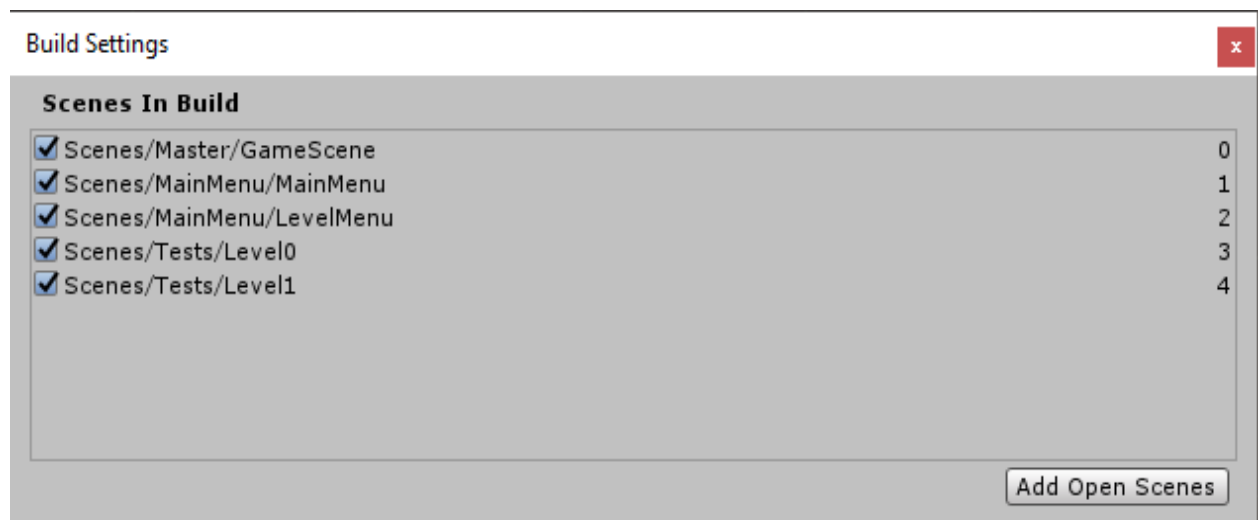 Build Settings
x
Scenes In Build
Scenes/Master/GameScene 0
Scenes/MainMenu/MainMenu 1
Scenes/MainMenu/LevelMenu 2
Scenes/Tests/Level0 3
Scenes/Tests/Level1 4
Add Open Scenes